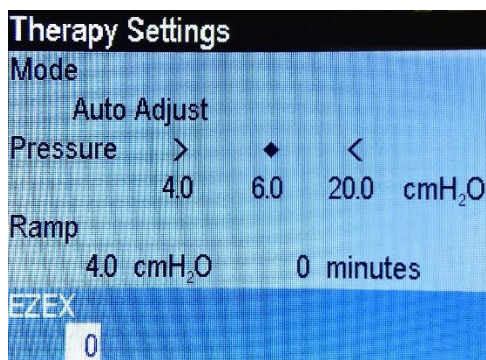 Therapy Settings
Mode
Auto Adjust
Pressure > ◆ <
4.0 6.0 20.0 cmH₂O
Ramp
4.0 cmH₂O 0 minutes
EZEX
0